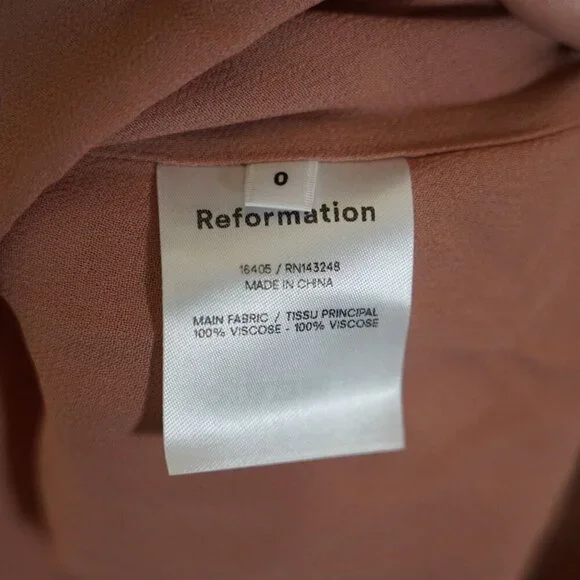 0
Reformation
16405 / RN143248
MADE IN CHINA
MAIN FABRIC / TISSU PRINCIPAL
100% VISCOSE - 100% VISCOSE